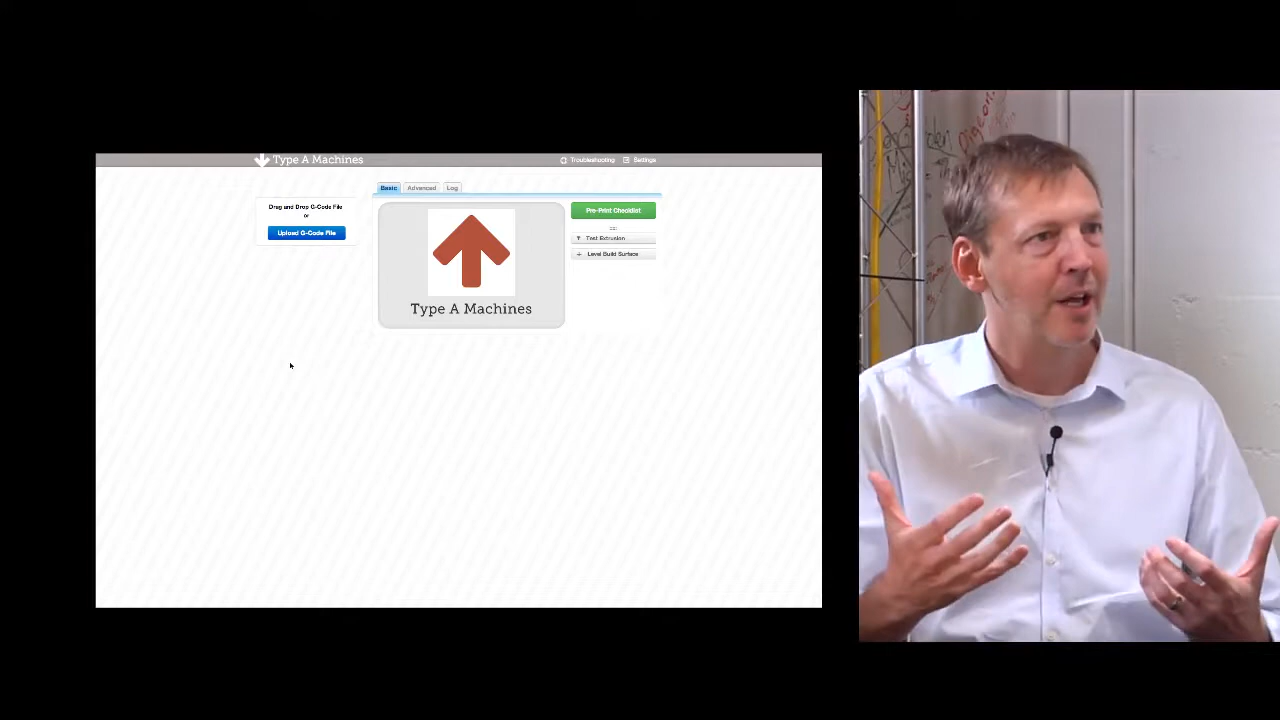 Type A Machines
Troubleshooting
Settings
Basic
Advanced
Log
Drag and Drop G-Code File
or
Upload G-Code File
Type A Machines
Pre-Print Checklist
Test Extrusion
Level Build Surface